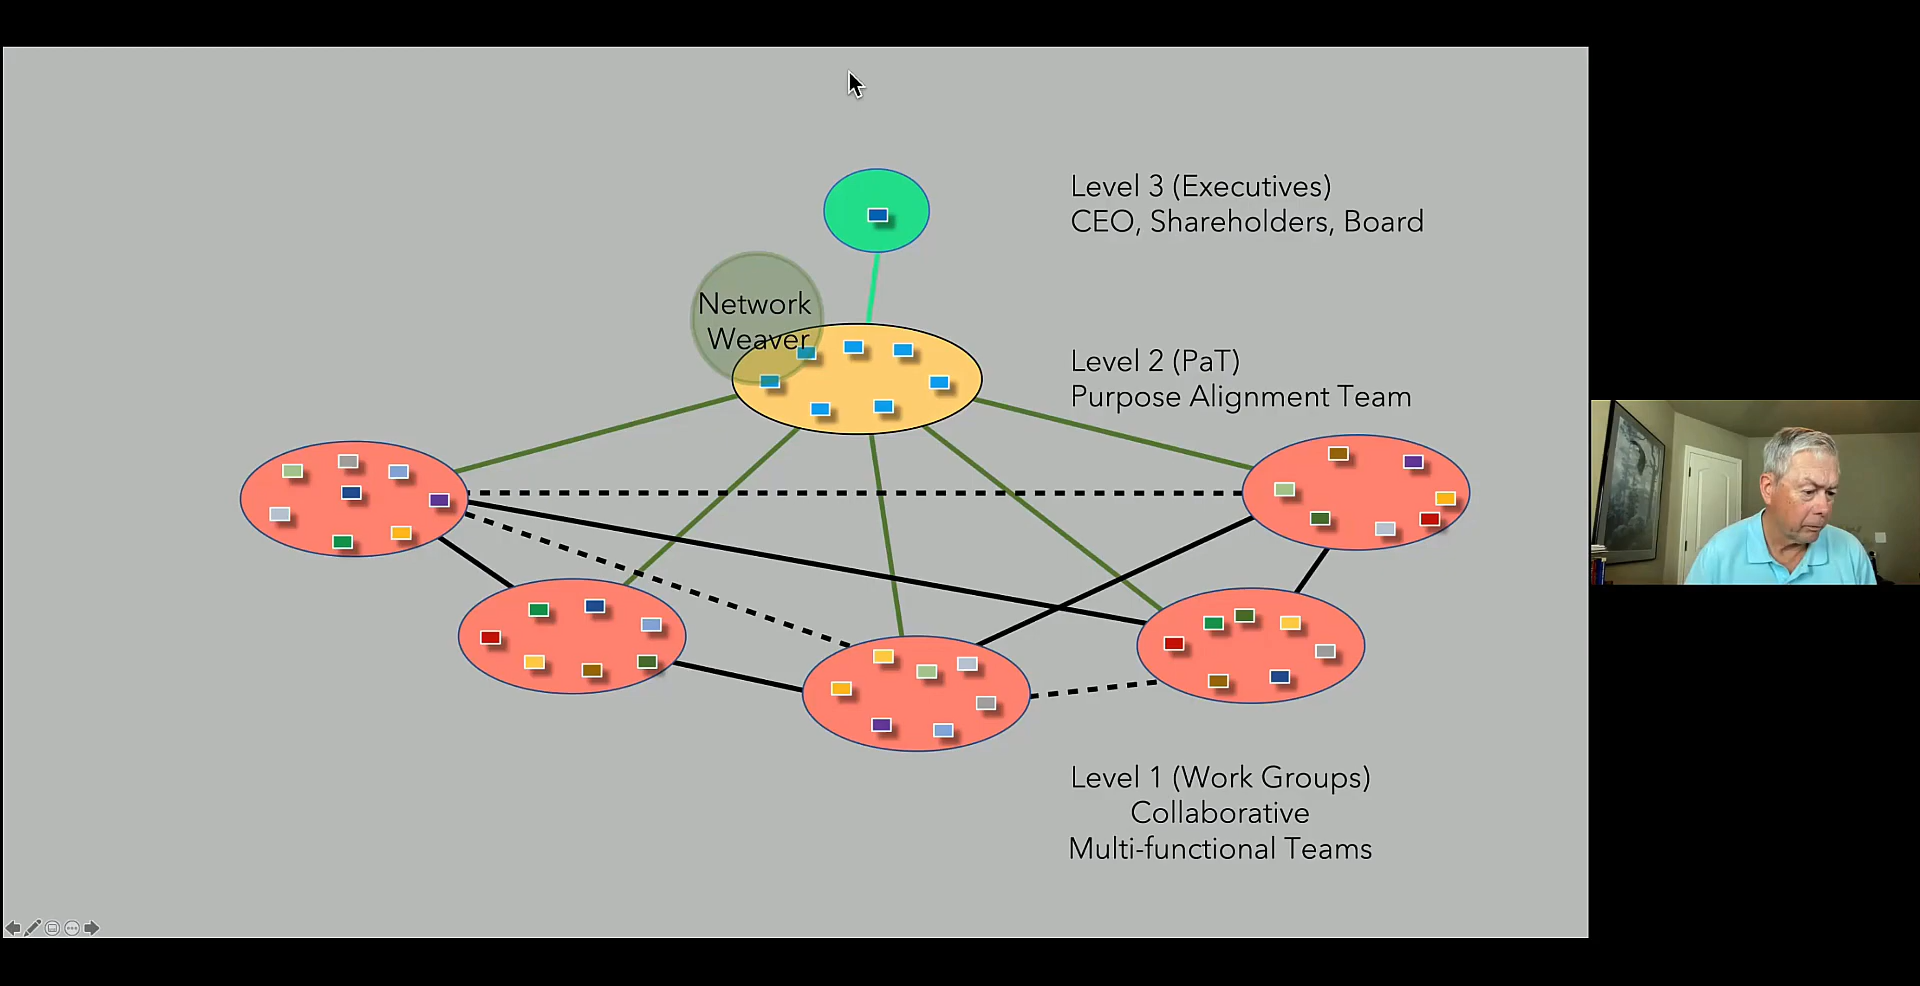 Level 3 (Executives)
CEO, Shareholders, Board
Network
Weaver
Level 2 (PaT)
Purpose Alignment Team
Level 1 (Work Groups)
Collaborative
Multi-functional Teams